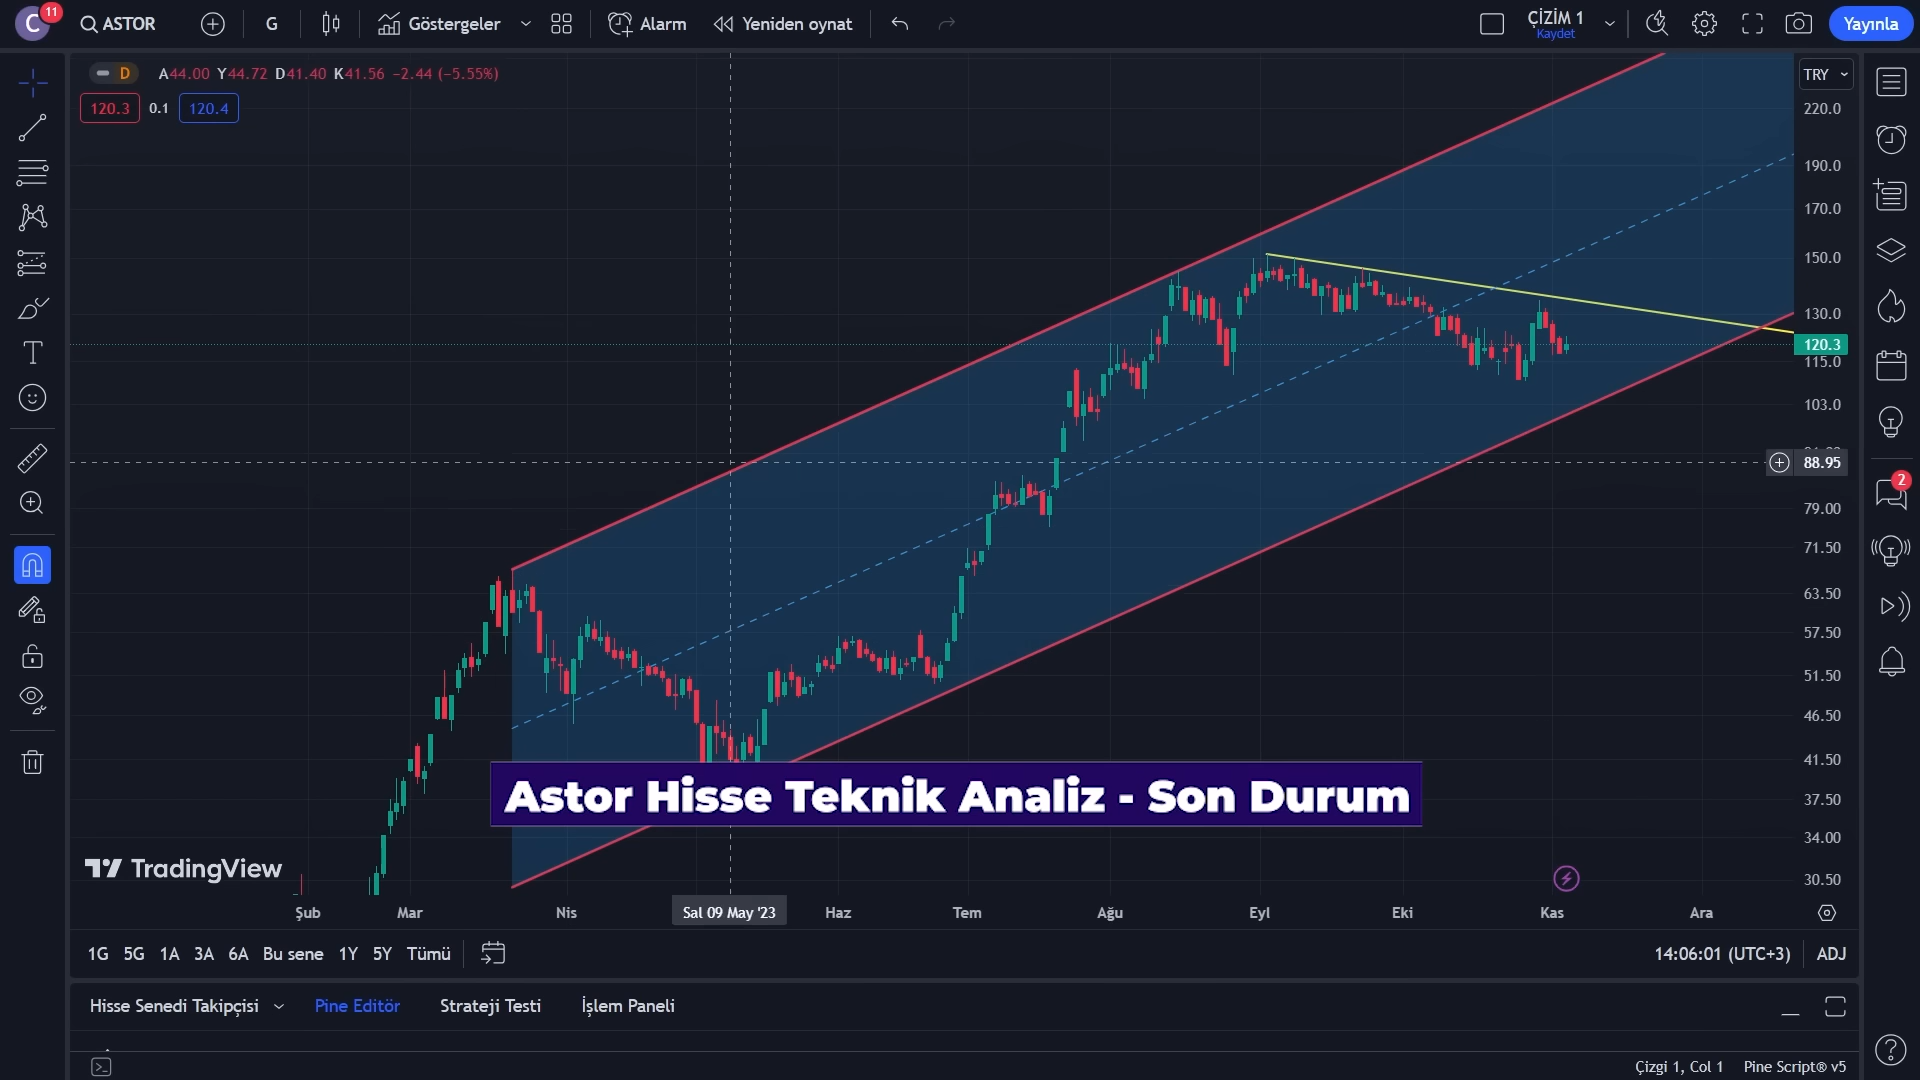 C 11 ASTOR G Göstergeler Alarm Yeniden oynat ÇİZİM 1 Yayınla
Kaydet
D A44.00 Y44.72 D41.40 K41.56 −2.44 (−5.55%) TRY
120.3 0.1 120.4
220.0
190.0
170.0
150.0
130.0
120.3
115.0
103.0
88.95
79.00
71.50
63.50
57.50
51.50
46.50
41.50
37.50
34.00
30.50
2
Astor Hisse Teknik Analiz - Son Durum
TradingView
Şub Mar Nis Sal 09 May '23 Haz Tem Ağu Eyl Eki Kas Ara
1G 5G 1A 3A 6A Bu sene 1Y 5Y Tümü 14:06:01 (UTC+3) ADJ
Hisse Senedi Takipçisi Pine Editör Strateji Testi İşlem Paneli
Çizgi 1, Col 1 Pine Script® v5